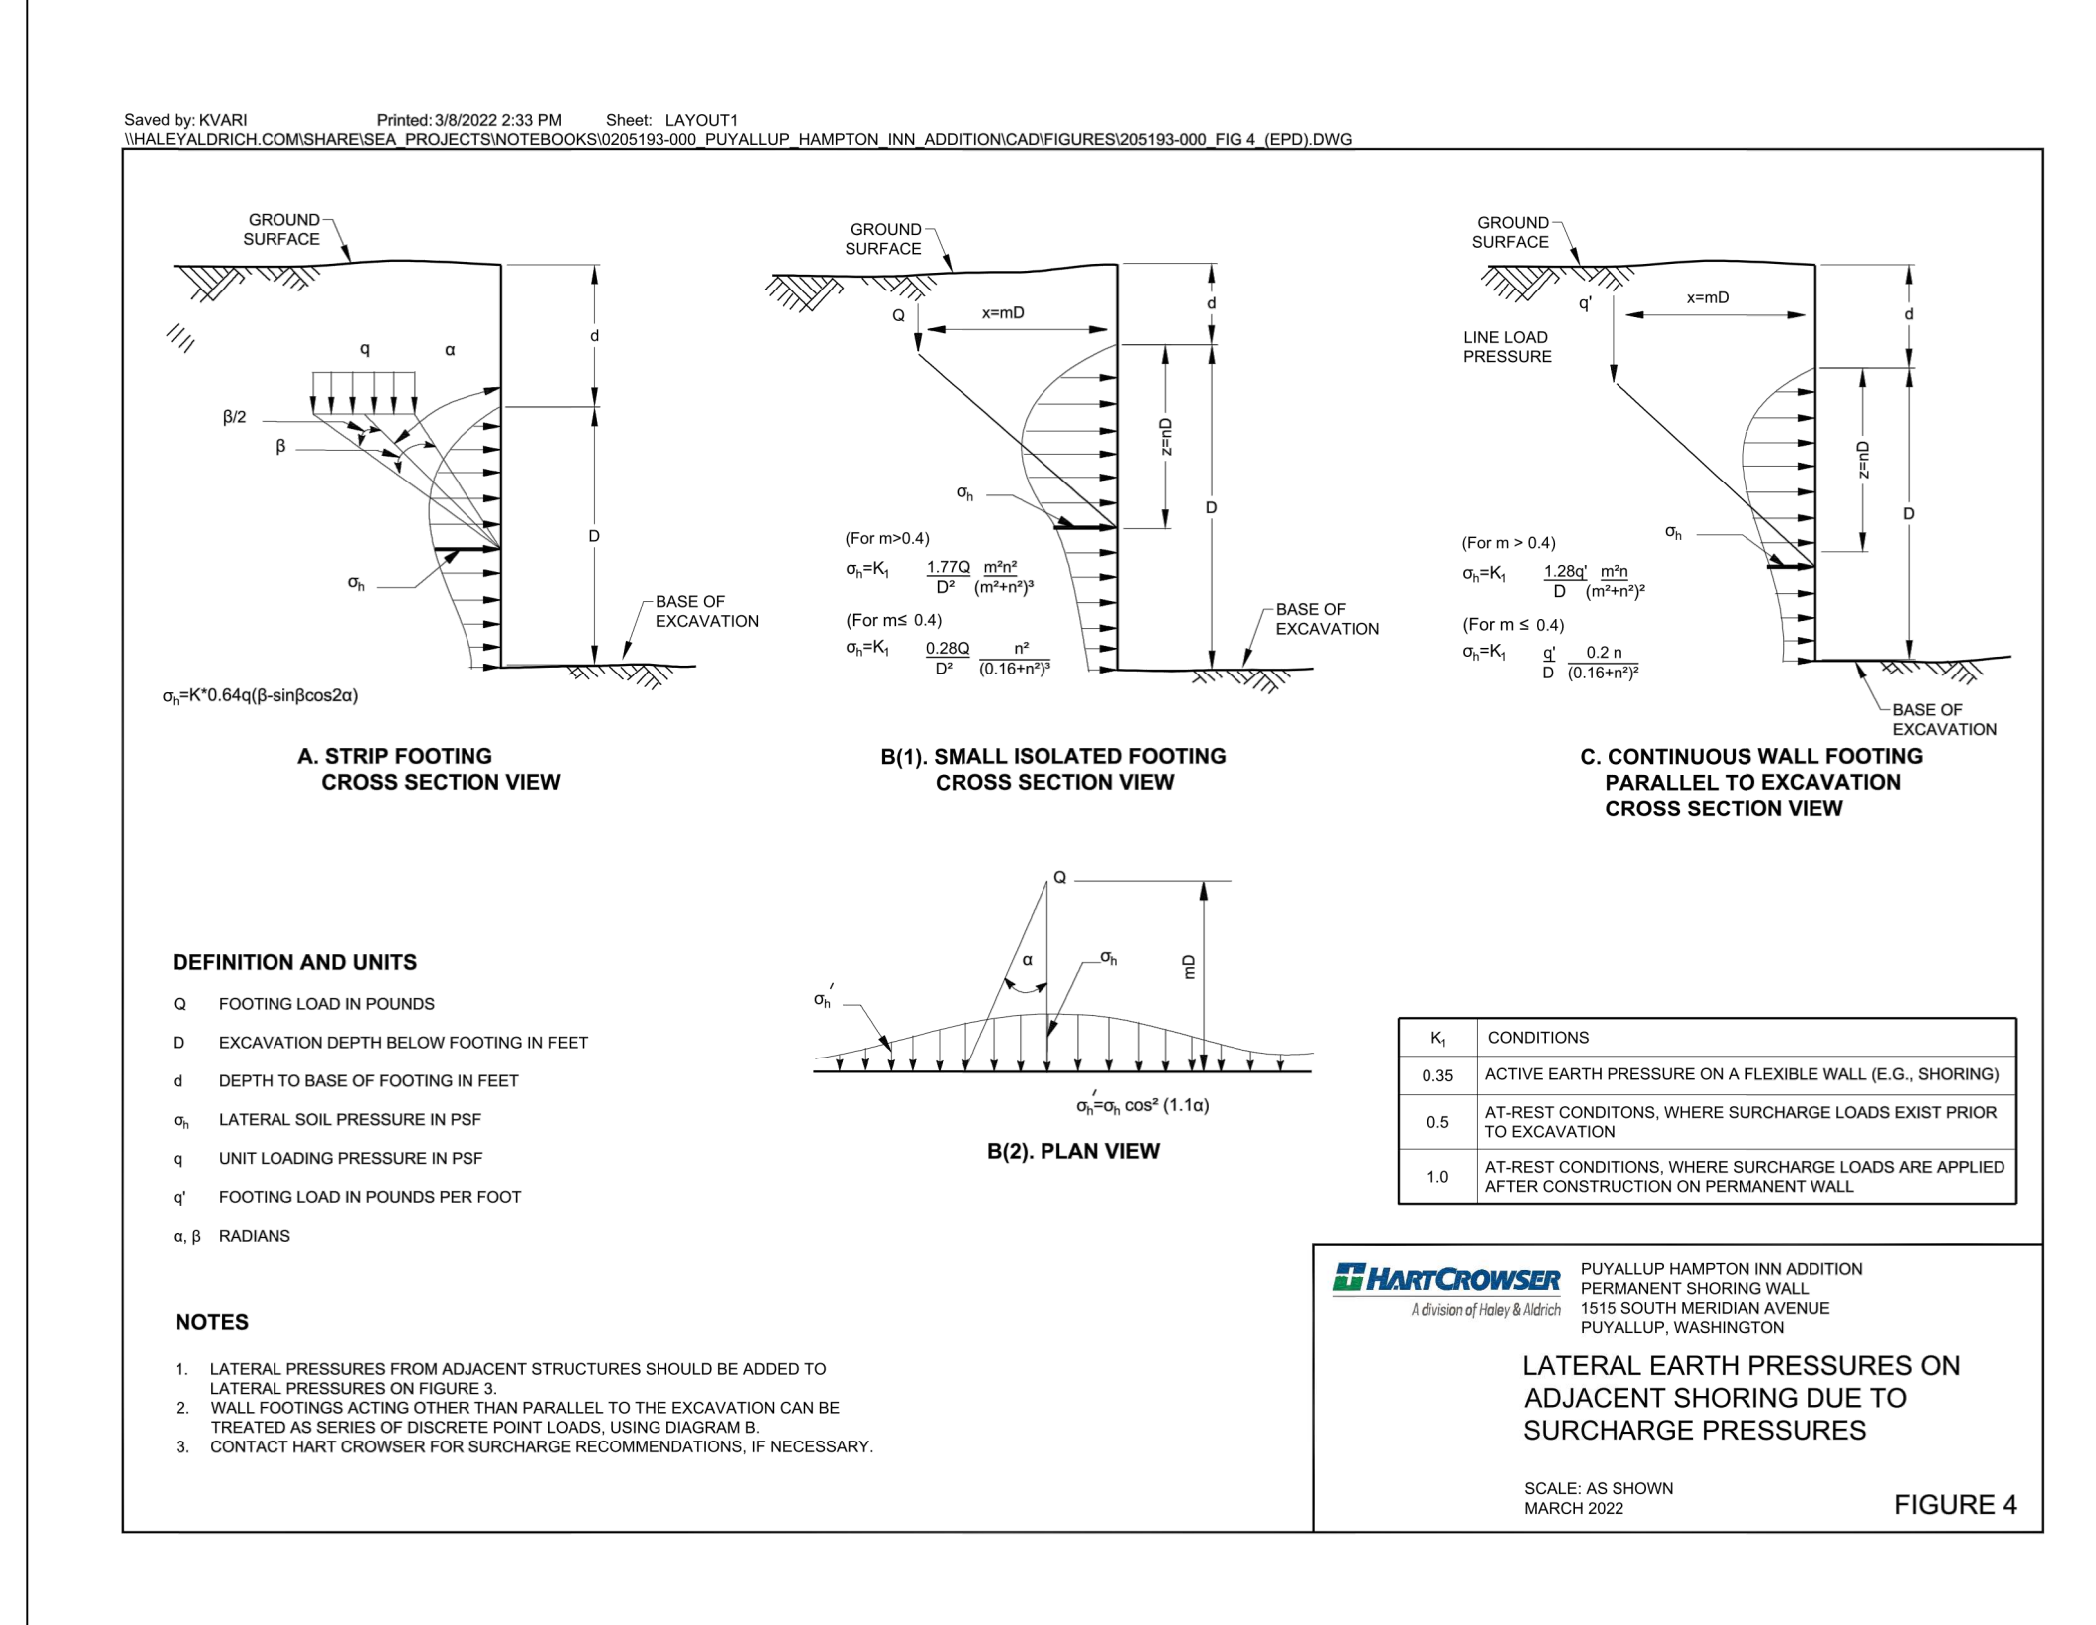 Saved by: KVARI Printed: 3/8/2022 2:33 PM Sheet: LAYOUT1
\\HALEYALDRICH.COM\SHARE\SEA_PROJECTS\NOTEBOOKS\0205193-000_PUYALLUP_HAMPTON_INN_ADDITION\CAD\FIGURES\205193-000_FIG 4_(EPD).DWG
GROUND
SURFACE
d
q
α
β/2
β
D
σh
BASE OF
EXCAVATION
σh=K*0.64q(β-sinβcos2α)
A. STRIP FOOTING
CROSS SECTION VIEW
GROUND
SURFACE
Q
x=mD
d
z=nD
σh
D
(For m>0.4)
σh=K1 1.77Q/D² m²n²/(m²+n²)³
(For m≤ 0.4)
σh=K1 0.28Q/D² n²/(0.16+n²)³
BASE OF
EXCAVATION
B(1). SMALL ISOLATED FOOTING
CROSS SECTION VIEW
GROUND
SURFACE
q'
x=mD
d
LINE LOAD
PRESSURE
z=nD
D
σh
(For m > 0.4)
σh=K1 1.28q'/D m²n/(m²+n²)²
(For m ≤ 0.4)
σh=K1 q'/D 0.2 n/(0.16+n²)²
BASE OF
EXCAVATION
C. CONTINUOUS WALL FOOTING
PARALLEL TO EXCAVATION
CROSS SECTION VIEW
Q
α
σh
mD
σh'
σh'=σh cos² (1.1α)
B(2). PLAN VIEW
DEFINITION AND UNITS
Q FOOTING LOAD IN POUNDS
D EXCAVATION DEPTH BELOW FOOTING IN FEET
d DEPTH TO BASE OF FOOTING IN FEET
σh LATERAL SOIL PRESSURE IN PSF
q UNIT LOADING PRESSURE IN PSF
q' FOOTING LOAD IN POUNDS PER FOOT
α, β RADIANS
K1 CONDITIONS
0.35 ACTIVE EARTH PRESSURE ON A FLEXIBLE WALL (E.G., SHORING)
0.5 AT-REST CONDITONS, WHERE SURCHARGE LOADS EXIST PRIOR
TO EXCAVATION
1.0 AT-REST CONDITIONS, WHERE SURCHARGE LOADS ARE APPLIED
AFTER CONSTRUCTION ON PERMANENT WALL
NOTES
1. LATERAL PRESSURES FROM ADJACENT STRUCTURES SHOULD BE ADDED TO
LATERAL PRESSURES ON FIGURE 3.
2. WALL FOOTINGS ACTING OTHER THAN PARALLEL TO THE EXCAVATION CAN BE
TREATED AS SERIES OF DISCRETE POINT LOADS, USING DIAGRAM B.
3. CONTACT HART CROWSER FOR SURCHARGE RECOMMENDATIONS, IF NECESSARY.
HARTCROWSER
A division of Haley & Aldrich
PUYALLUP HAMPTON INN ADDITION
PERMANENT SHORING WALL
1515 SOUTH MERIDIAN AVENUE
PUYALLUP, WASHINGTON
LATERAL EARTH PRESSURES ON
ADJACENT SHORING DUE TO
SURCHARGE PRESSURES
SCALE: AS SHOWN
MARCH 2022
FIGURE 4